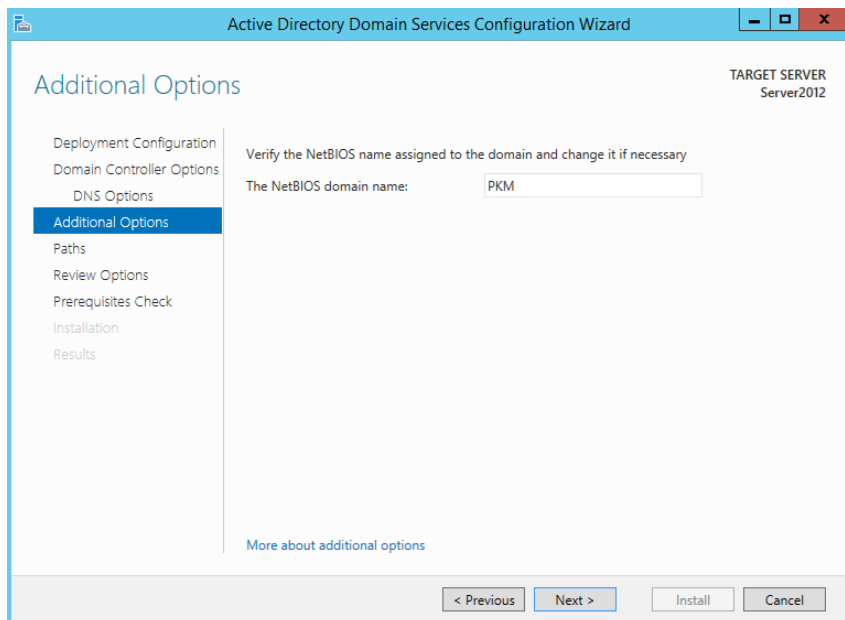 Active Directory Domain Services Configuration Wizard
Additional Options
TARGET SERVER
Server2012
Deployment Configuration
Domain Controller Options
DNS Options
Additional Options
Paths
Review Options
Prerequisites Check
Installation
Results
Verify the NetBIOS name assigned to the domain and change it if necessary
The NetBIOS domain name: PKM
More about additional options
< Previous Next > Install Cancel